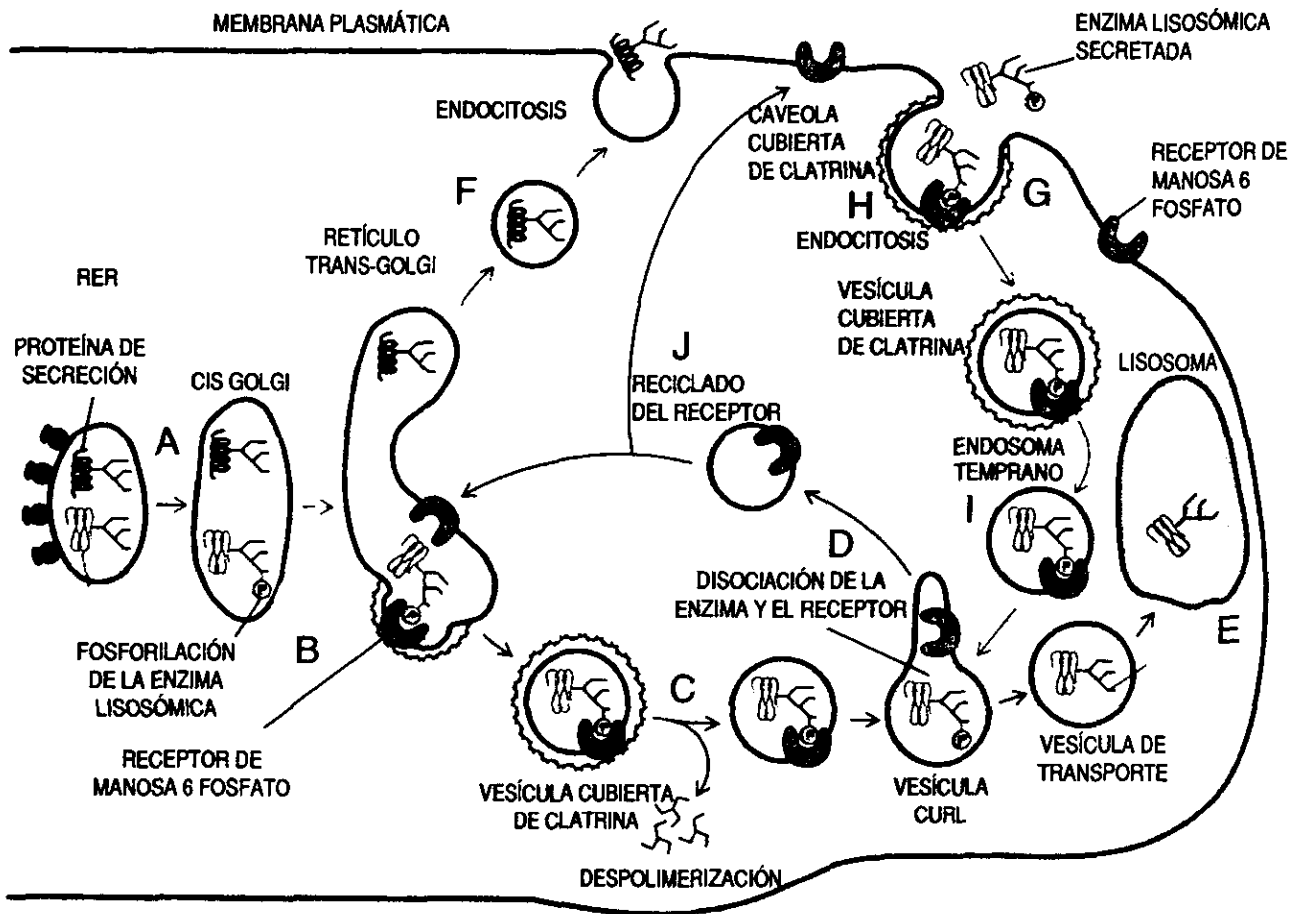 MEMBRANA PLASMÁTICA
ENZIMA LISOSÓMICA
SECRETADA
ENDOCITOSIS
CAVEOLA
CUBIERTA
DE CLATRINA
RECEPTOR DE
MANOSA 6
FOSFATO
F
G
H
ENDOCITOSIS
P
P
RETÍCULO
TRANS-GOLGI
RER
VESÍCULA
CUBIERTA
DE CLATRINA
P
LISOSOMA
PROTEÍNA DE
SECRECIÓN
CIS GOLGI
A
J
RECICLADO
DEL RECEPTOR
ENDOSOMA
TEMPRANO
I
P
P
D
DISOCIACIÓN DE LA
ENZIMA Y EL RECEPTOR
E
B
P
FOSFORILACIÓN
DE LA ENZIMA
LISOSÓMICA
C
P
P
P
RECEPTOR DE
MANOSA 6 FOSFATO
VESÍCULA CUBIERTA
DE CLATRINA
VESÍCULA
CURL
VESÍCULA DE
TRANSPORTE
DESPOLIMERIZACIÓN